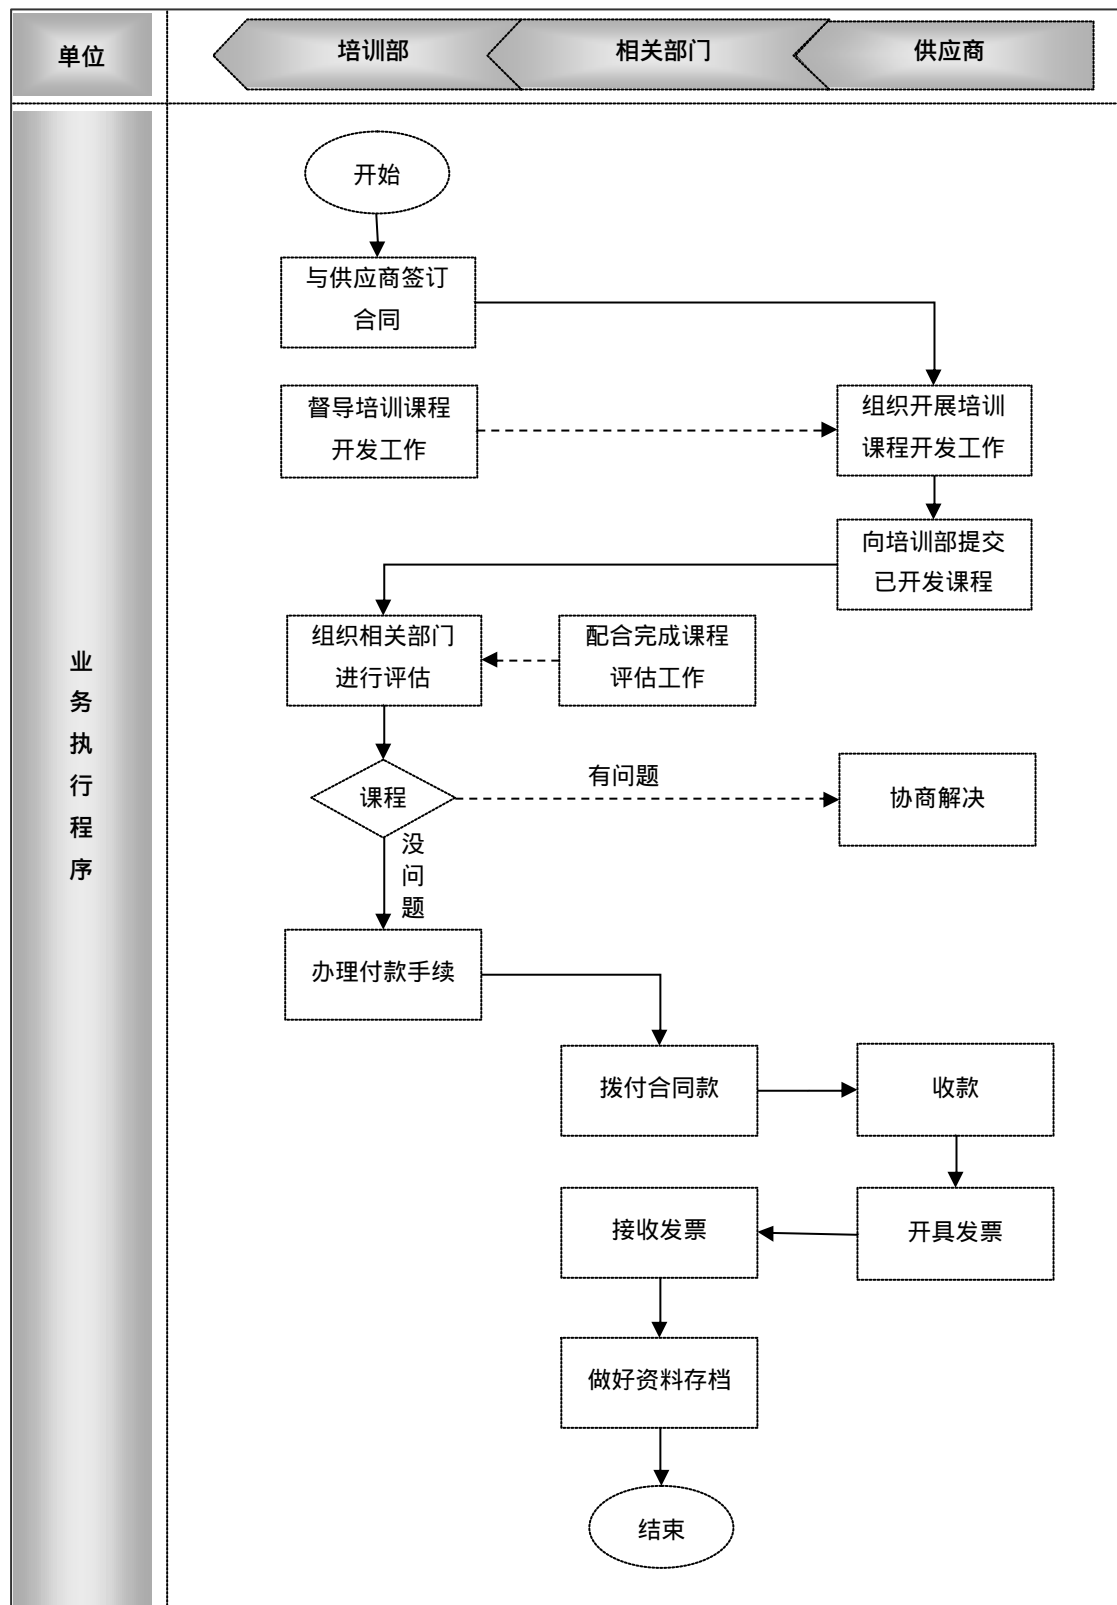 单位
培训部
相关部门
供应商
开始
与供应商签订
合同
督导培训课程
开发工作
组织开展培训
课程开发工作
向培训部提交
已开发课程
组织相关部门
进行评估
配合完成课程
评估工作
业
务
执
行
程
序
课程
有问题
协商解决
没
问
题
办理付款手续
拨付合同款
收款
接收发票
开具发票
做好资料存档
结束